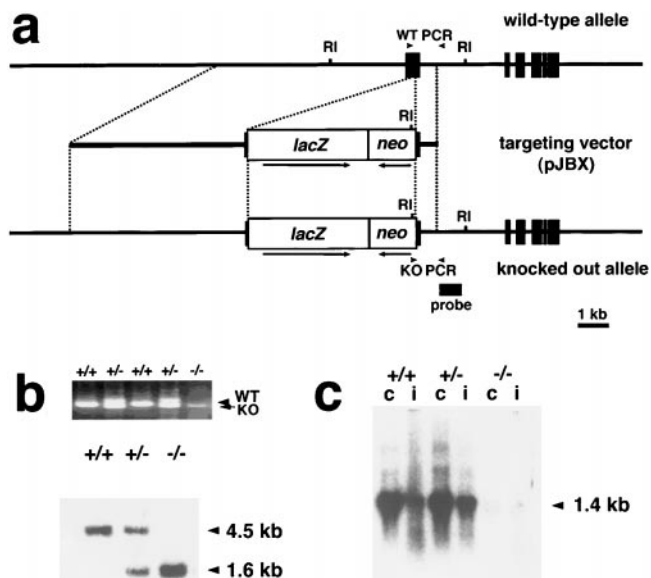 a
wild-type allele
RI
WT PCR
RI
RI
lacZ
neo
targeting vector
(pJBX)
RI
RI
lacZ
neo
KO PCR
knocked out allele
probe
1 kb
b
+/+ +/- +/+ +/- -/-
WT
KO
+/+ +/- -/-
4.5 kb
1.6 kb
c
+/+ +/- -/-
c i c i c i
1.4 kb